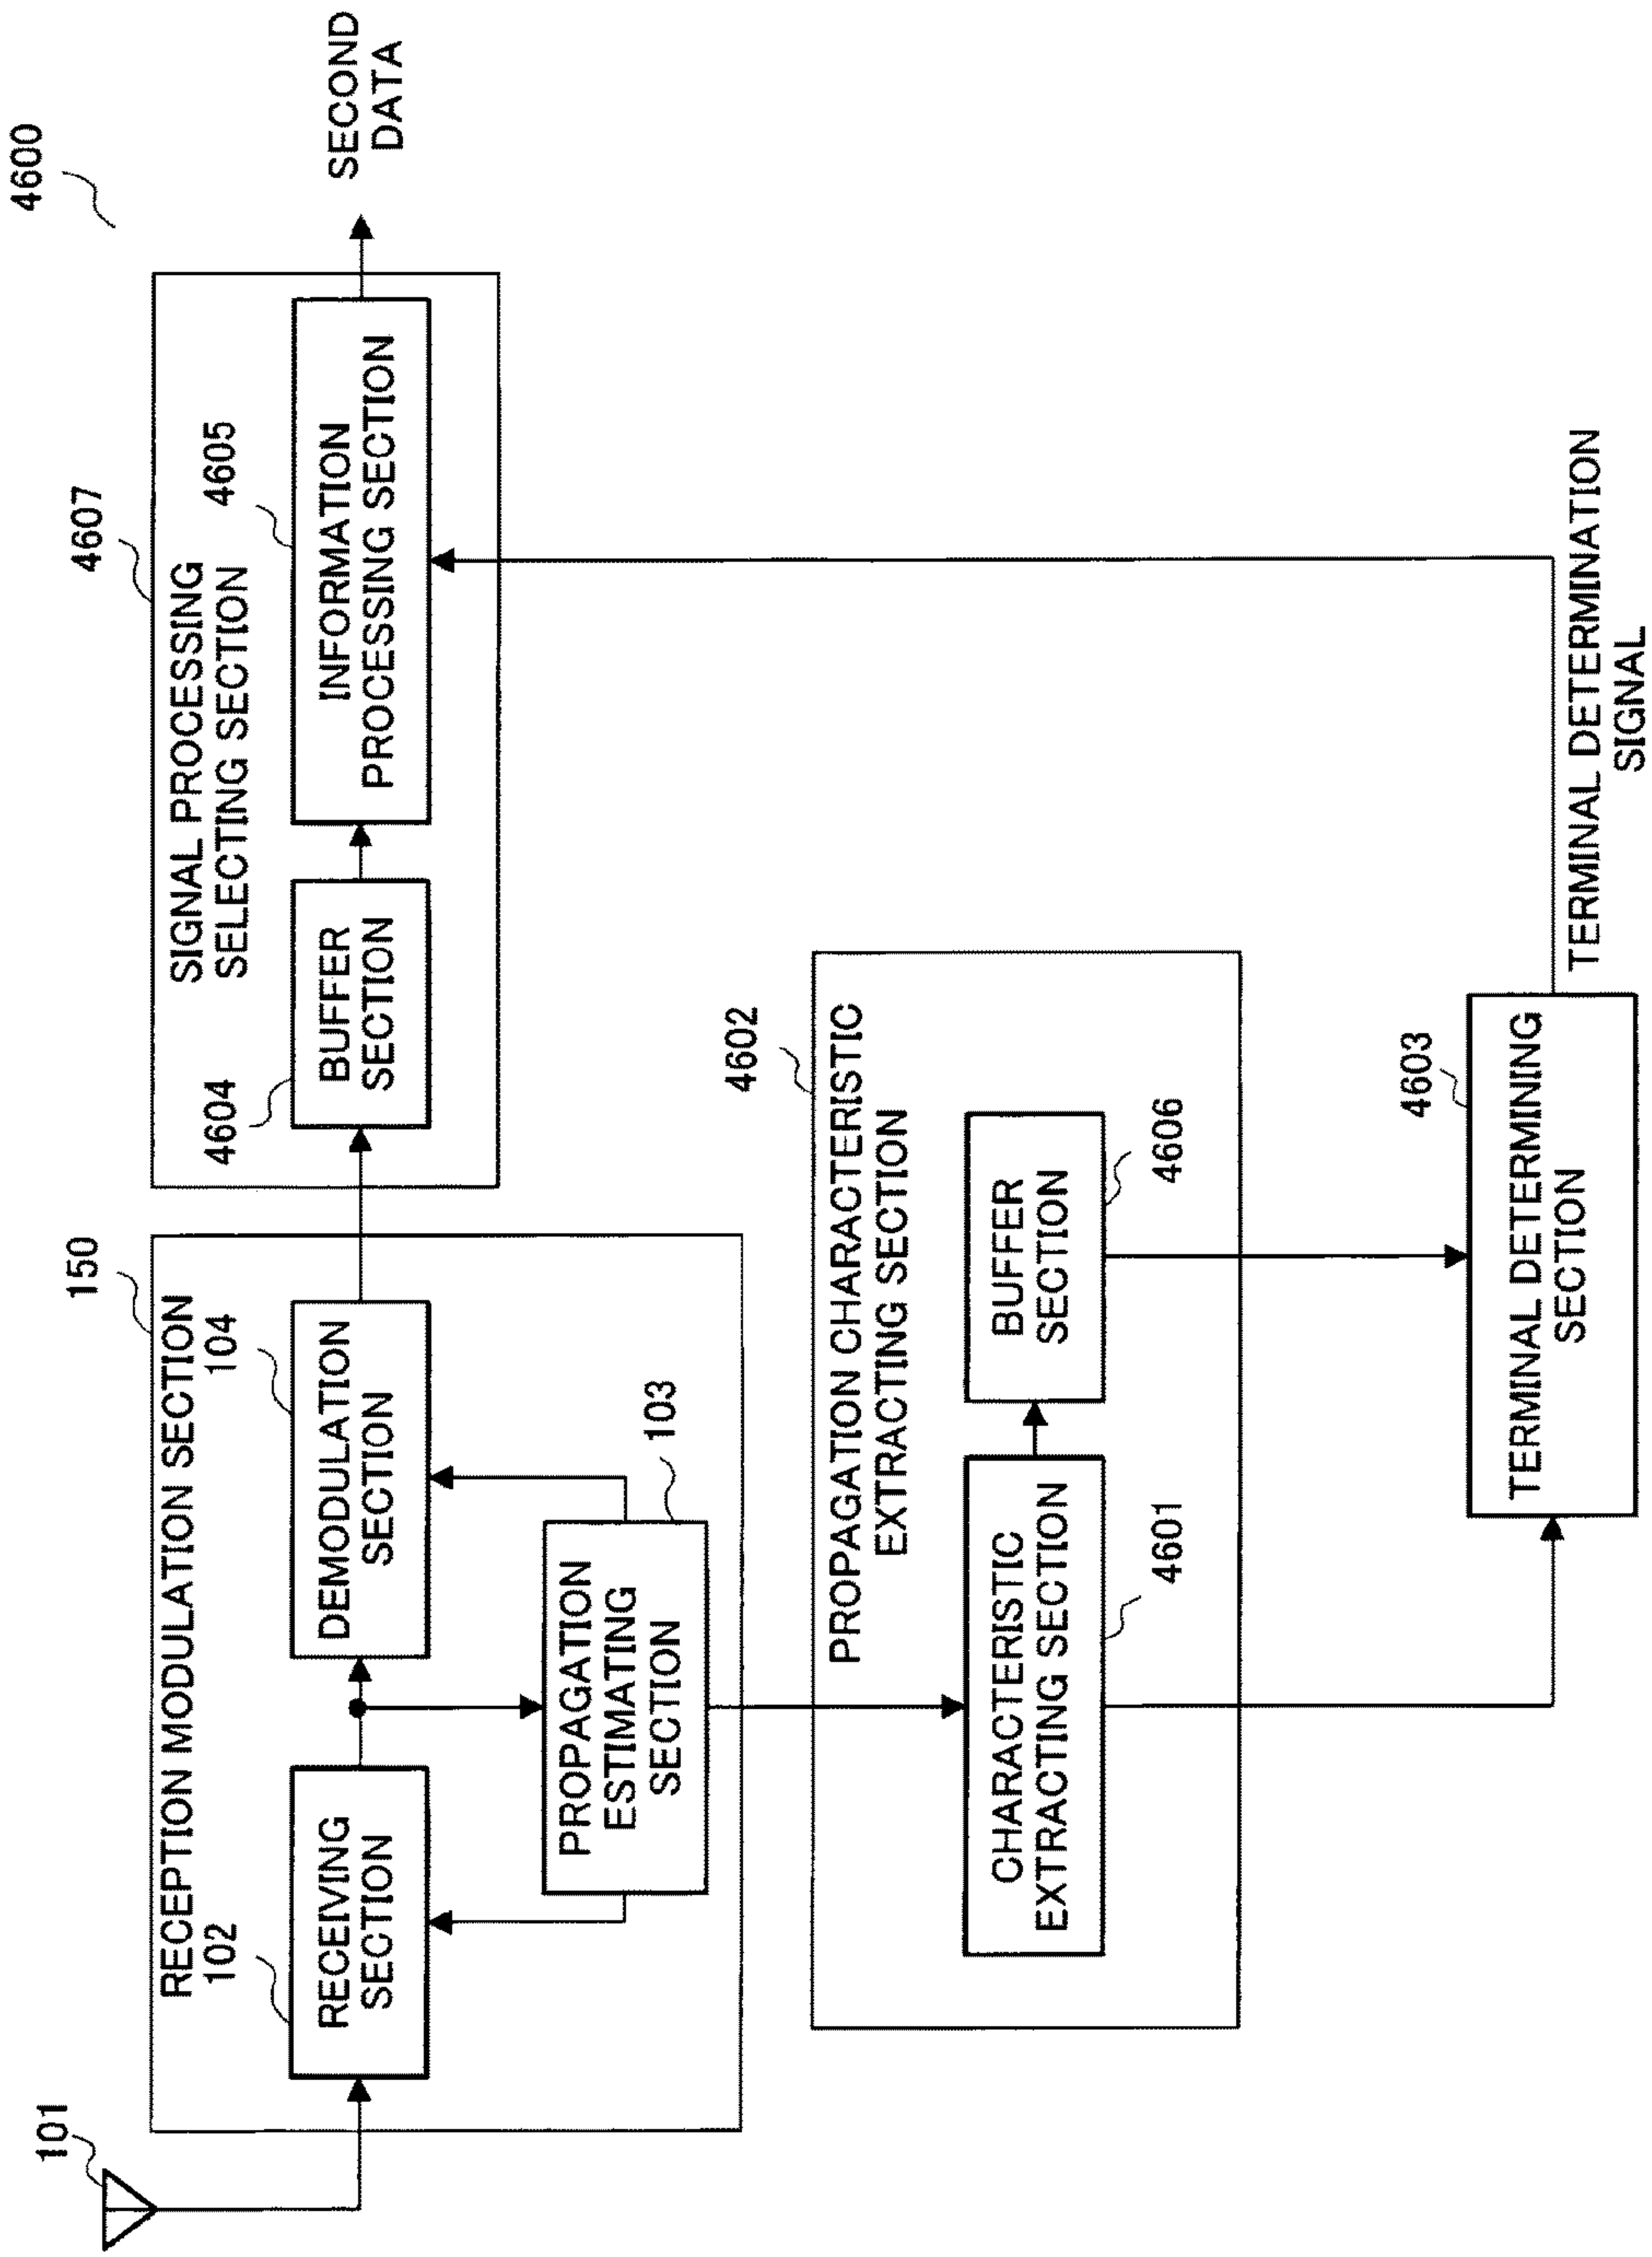 4600
101
RECEPTION MODULATION SECTION
150
102
RECEIVING
SECTION
104
DEMODULATION
SECTION
PROPAGATION
ESTIMATING
SECTION
103
4607
SIGNAL PROCESSING
SELECTING SECTION
4604
BUFFER
SECTION
4605
INFORMATION
PROCESSING SECTION
SECOND
DATA
4602
PROPAGATION CHARACTERISTIC
EXTRACTING SECTION
CHARACTERISTIC
EXTRACTING SECTION
4601
BUFFER
SECTION
4606
4603
TERMINAL DETERMINING
SECTION
TERMINAL DETERMINATION
SIGNAL